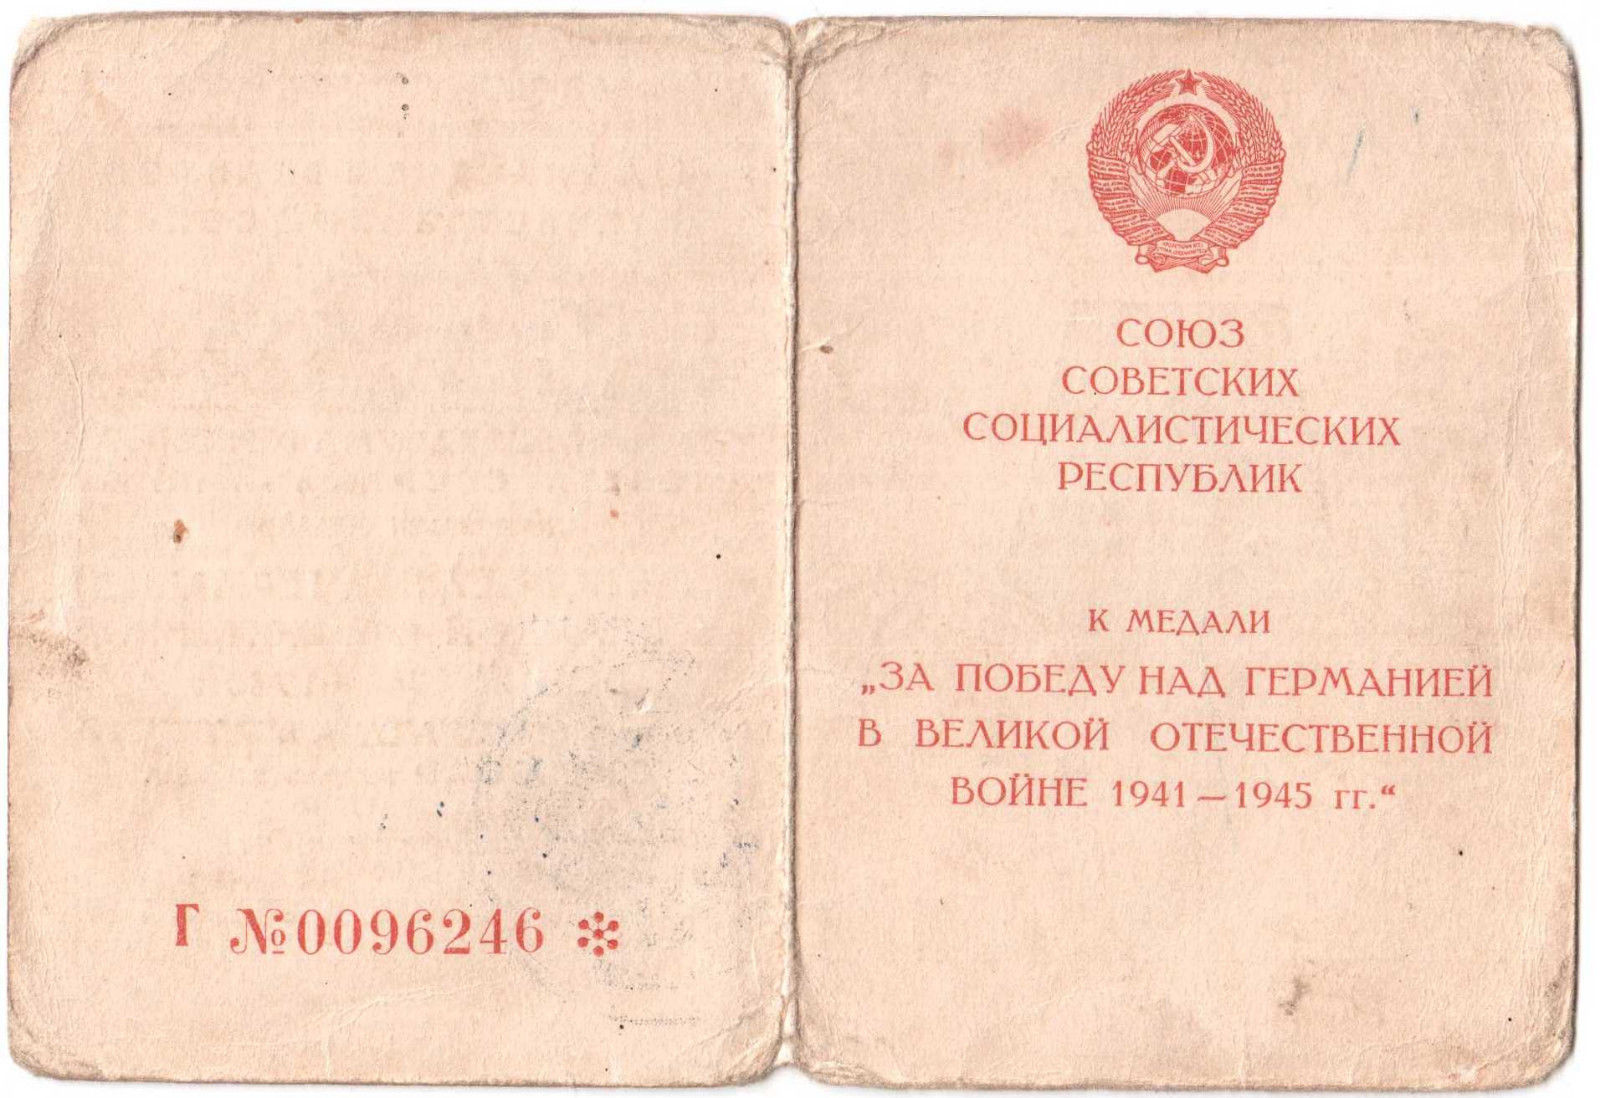 Г №0096246 *
СОЮЗ
СОВЕТСКИХ
СОЦИАЛИСТИЧЕСКИХ
РЕСПУБЛИК
К МЕДАЛИ
„ЗА ПОБЕДУ НАД ГЕРМАНИЕЙ
В ВЕЛИКОЙ ОТЕЧЕСТВЕННОЙ
ВОЙНЕ 1941 – 1945 гг.“